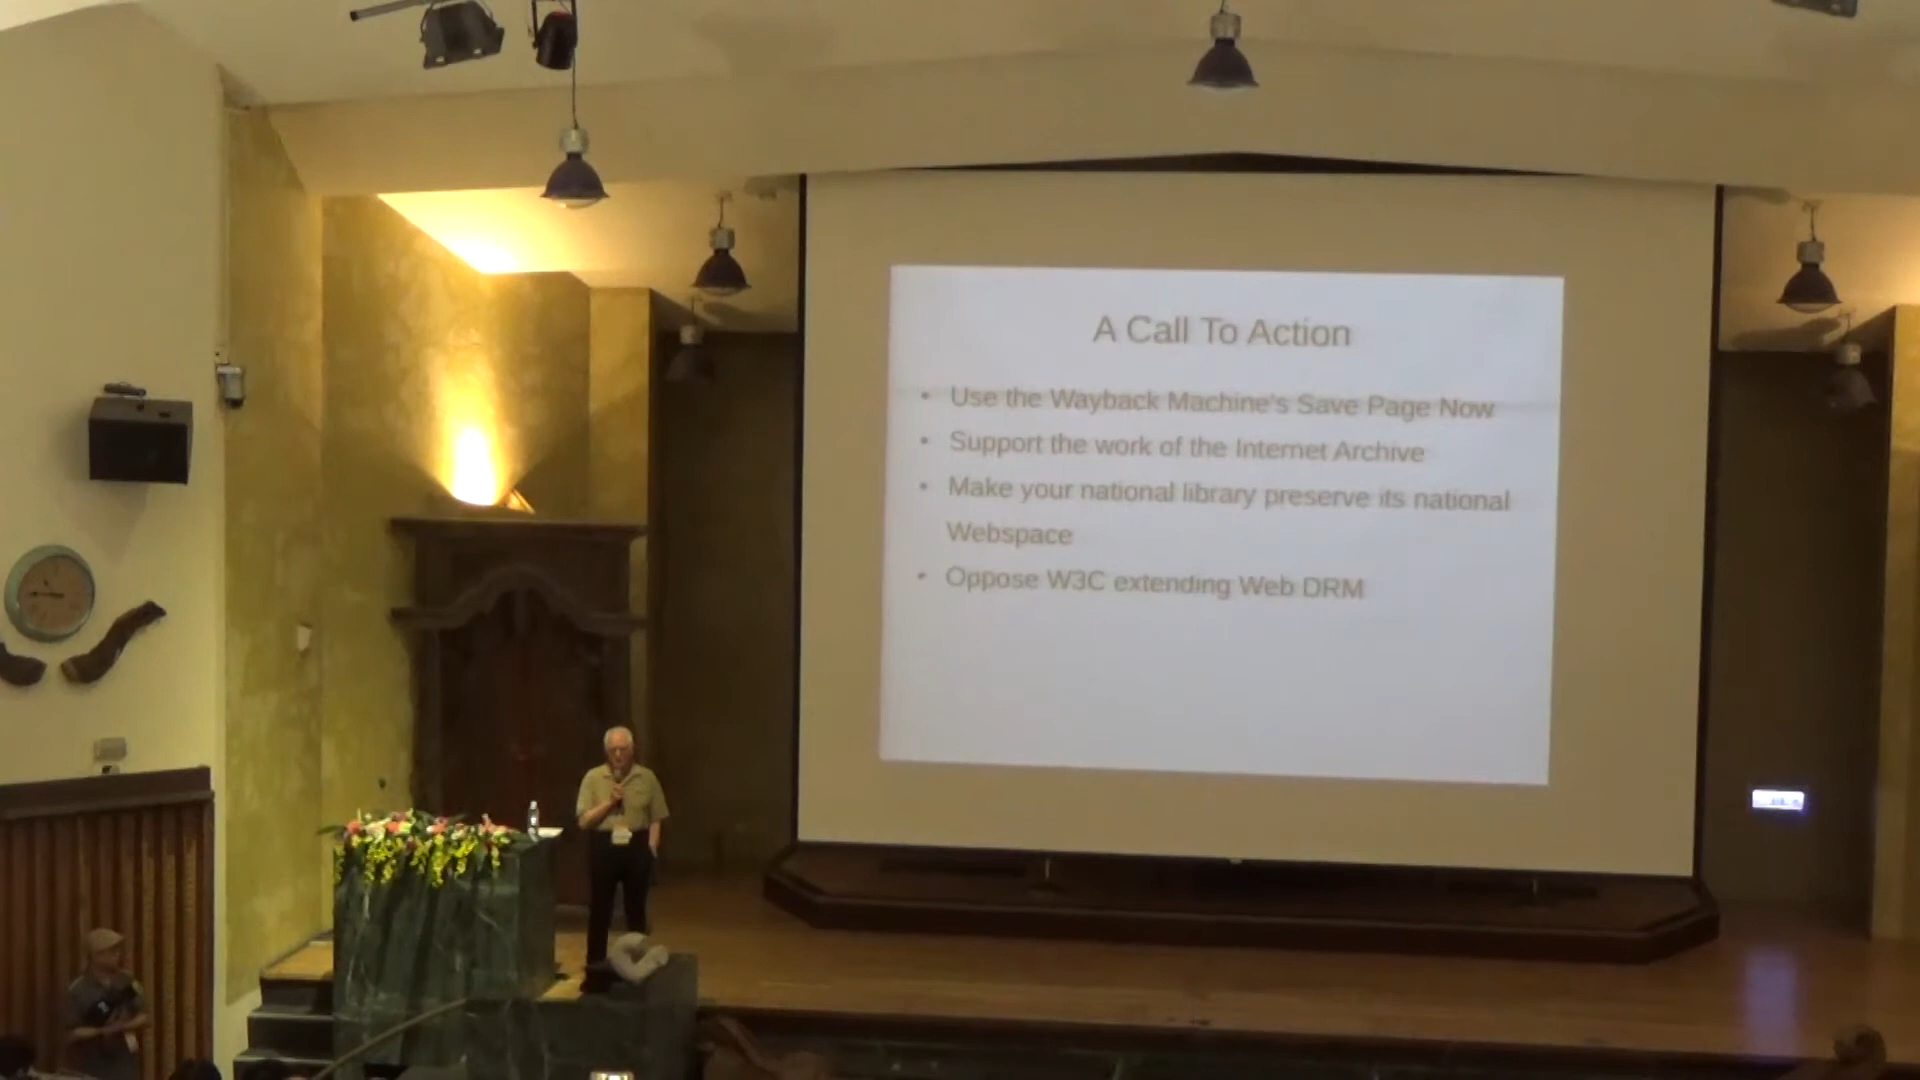 A Call To Action
• Use the Wayback Machine's Save Page Now
• Support the work of the Internet Archive
• Make your national library preserve its national
Webspace
• Oppose W3C extending Web DRM